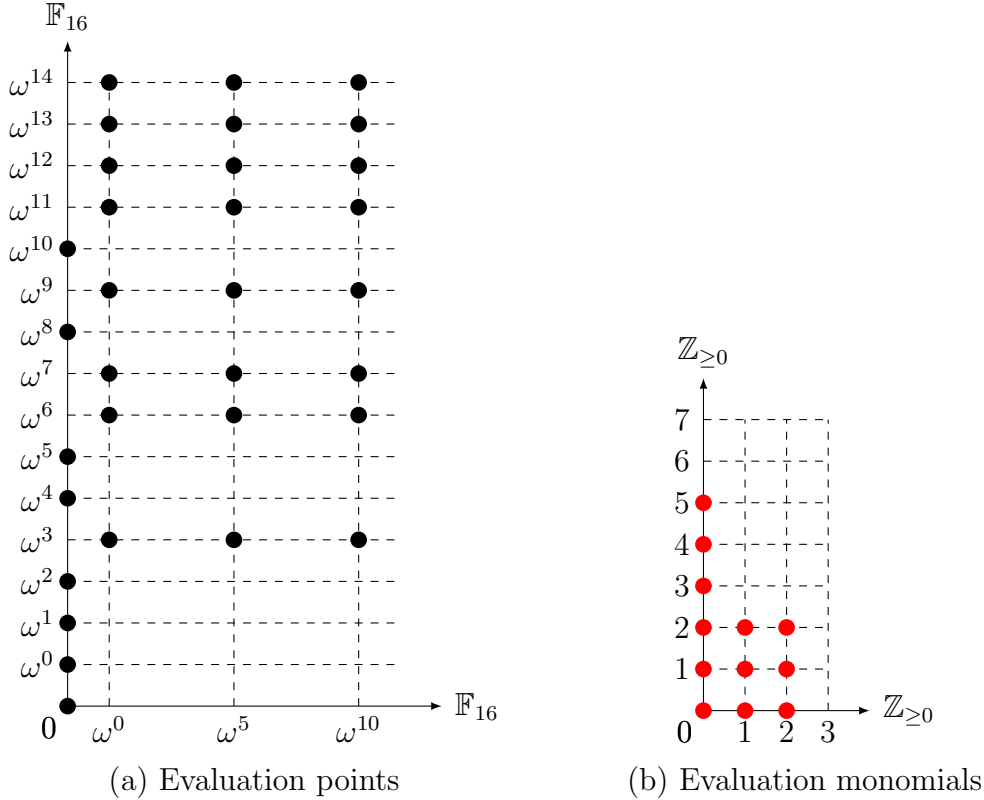 𝔽₁₆
ω¹⁴
ω¹³
ω¹²
ω¹¹
ω¹⁰
ω⁹
ω⁸
ω⁷
ω⁶
ω⁵
ω⁴
ω³
ω²
ω¹
ω⁰
0 ω⁰ ω⁵ ω¹⁰ 𝔽₁₆
(a) Evaluation points
ℤ≥0
7
6
5
4
3
2
1
0 1 2 3 ℤ≥0
(b) Evaluation monomials